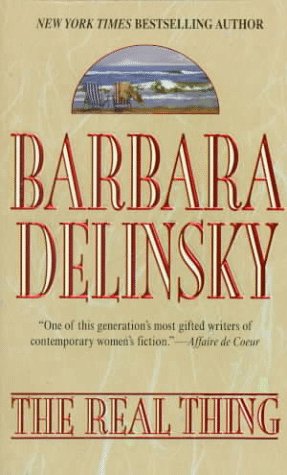 NEW YORK TIMES BESTSELLING AUTHOR
BARBARA
DELINSKY
“One of this generation's most gifted writers of
contemporary women's fiction.”—Affaire de Coeur
THE REAL THING